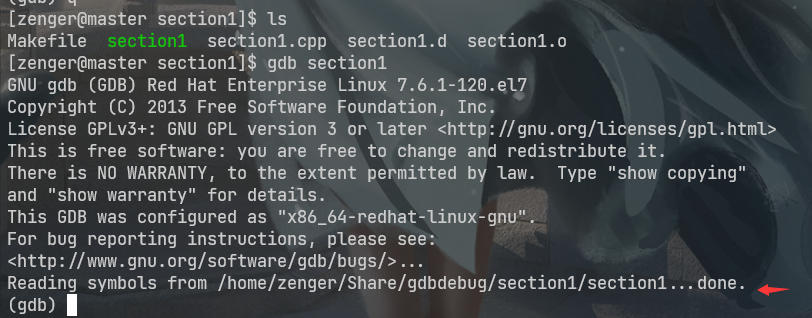 (gdb) q
[zenger@master section1]$ ls
Makefile  section1  section1.cpp  section1.d  section1.o
[zenger@master section1]$ gdb section1
GNU gdb (GDB) Red Hat Enterprise Linux 7.6.1-120.el7
Copyright (C) 2013 Free Software Foundation, Inc.
License GPLv3+: GNU GPL version 3 or later <http://gnu.org/licenses/gpl.html>
This is free software: you are free to change and redistribute it.
There is NO WARRANTY, to the extent permitted by law.  Type "show copying"
and "show warranty" for details.
This GDB was configured as "x86_64-redhat-linux-gnu".
For bug reporting instructions, please see:
<http://www.gnu.org/software/gdb/bugs/>...
Reading symbols from /home/zenger/Share/gdbdebug/section1/section1...done.
(gdb)